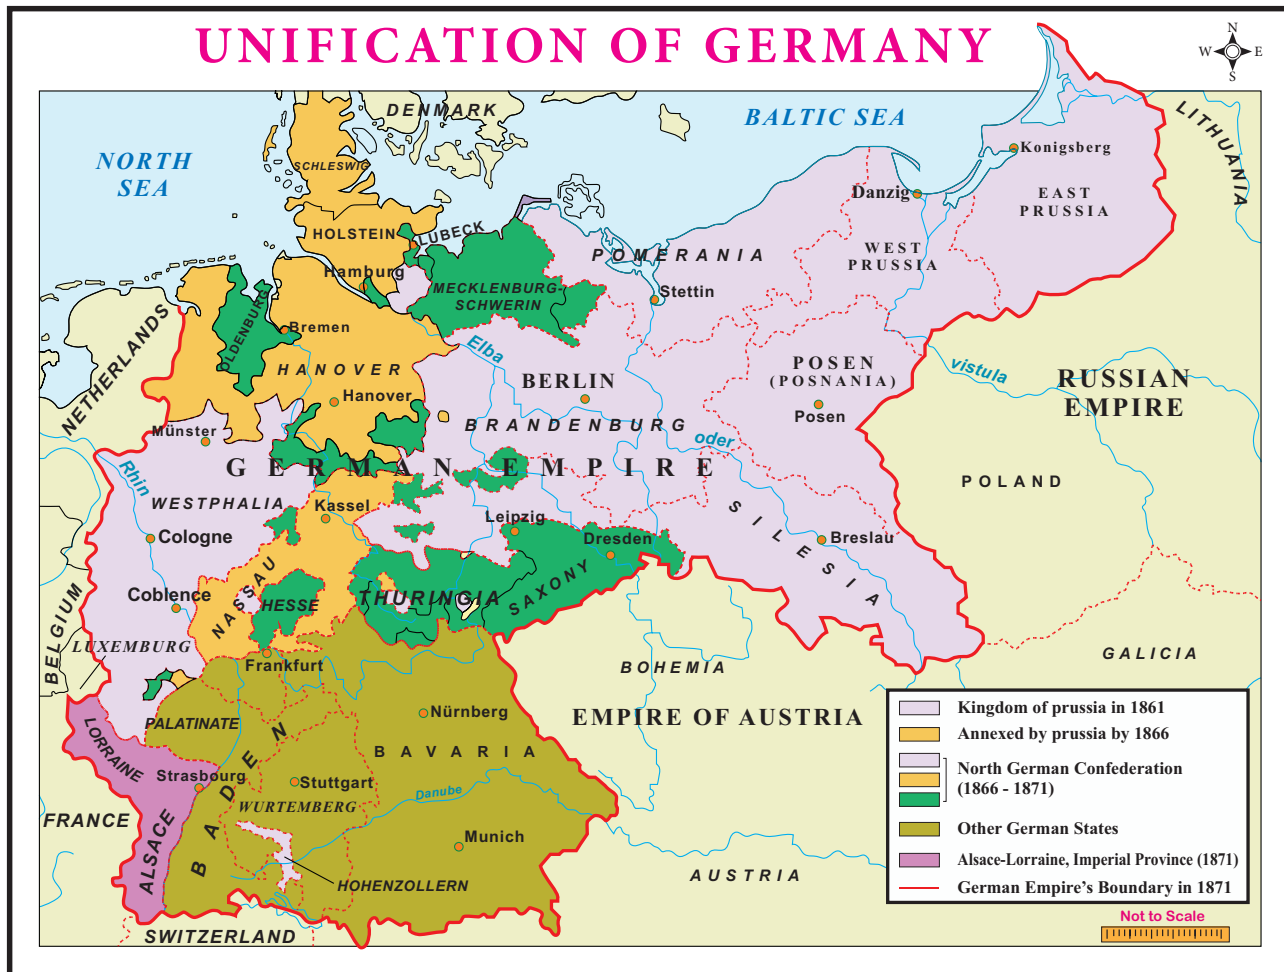 UNIFICATION OF GERMANY
N
W
E
S
DENMARK
BALTIC SEA
LITHUANIA
NORTH
SEA
SCHLESWIG
Konigsberg
Danzig
EAST
PRUSSIA
HOLSTEIN
LUBECK
POMERANIA
WEST
PRUSSIA
Hamburg
MECKLENBURG-
SCHWERIN
Stettin
OLDENBURG
Bremen
NETHERLANDS
Elba
HANOVER
BERLIN
POSEN
(POSNANIA)
vistula
RUSSIAN
EMPIRE
Hanover
Posen
Münster
BRANDENBURG
oder
GERMAN EMPIRE
Rhin
POLAND
WESTPHALIA
Kassel
SILESIA
Leipzig
Cologne
Dresden
Breslau
Coblence
NASSAU
HESSE
THURINGIA
SAXONY
BELGIUM
LUXEMBURG
Frankfurt
BOHEMIA
GALICIA
PALATINATE
Nürnberg
EMPIRE OF AUSTRIA
LORRAINE
BADEN
BAVARIA
Strasbourg
Stuttgart
WURTEMBERG
Danube
FRANCE
ALSACE
Munich
HOHENZOLLERN
AUSTRIA
SWITZERLAND
Kingdom of prussia in 1861
Annexed by prussia by 1866
North German Confederation
(1866 - 1871)
Other German States
Alsace-Lorraine, Imperial Province (1871)
German Empire's Boundary in 1871
Not to Scale